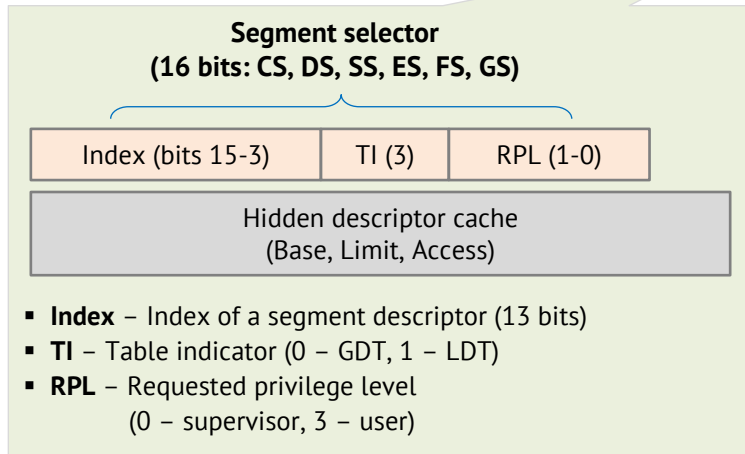 Segment selector
(16 bits: CS, DS, SS, ES, FS, GS)
Index (bits 15-3) TI (3) RPL (1-0)
Hidden descriptor cache
(Base, Limit, Access)
▪ Index – Index of a segment descriptor (13 bits)
▪ TI – Table indicator (0 – GDT, 1 – LDT)
▪ RPL – Requested privilege level
(0 – supervisor, 3 – user)